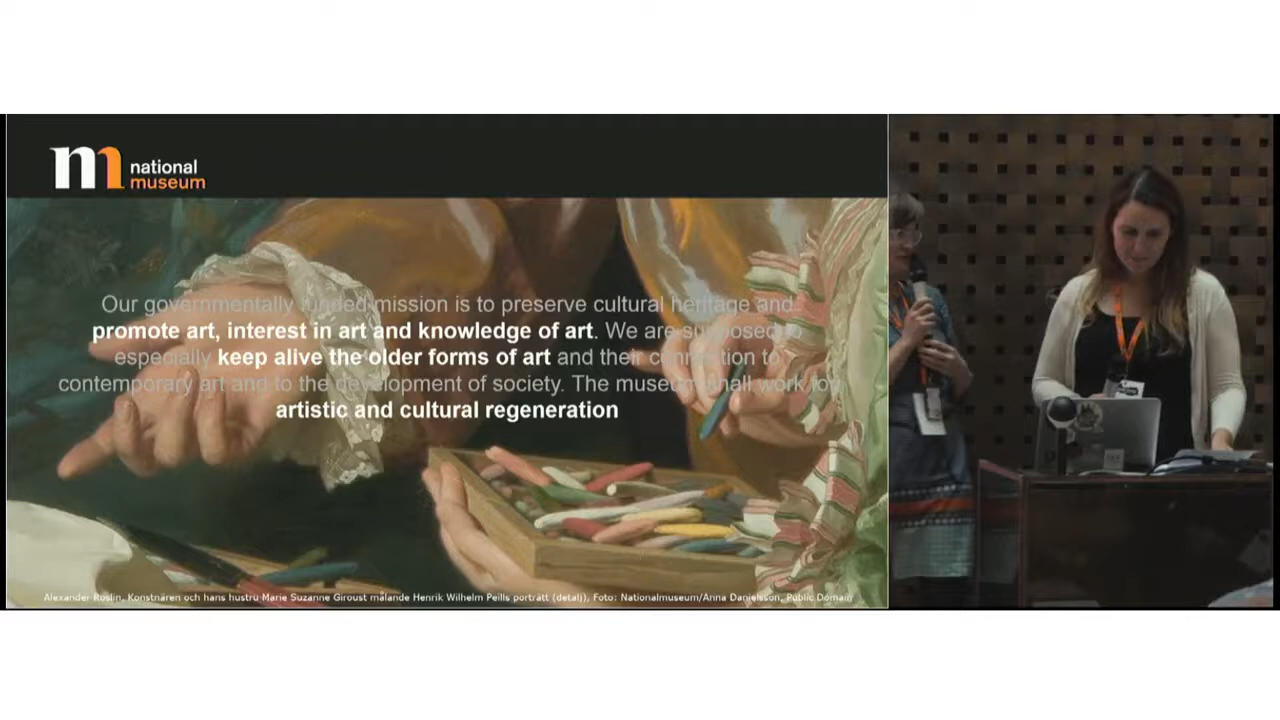 national
museum
Our governmentally funded mission is to preserve cultural heritage and
promote art, interest in art and knowledge of art. We are supposed to
especially keep alive the older forms of art and their connection to
contemporary art and to the development of society. The museum shall work for
artistic and cultural regeneration
Alexander Roslin, Konstnären och hans hustru Marie Suzanne Giroust målande Henrik Wilhelm Peills porträtt (detalj), Foto: Nationalmuseum/Anna Danielsson, Public Domain